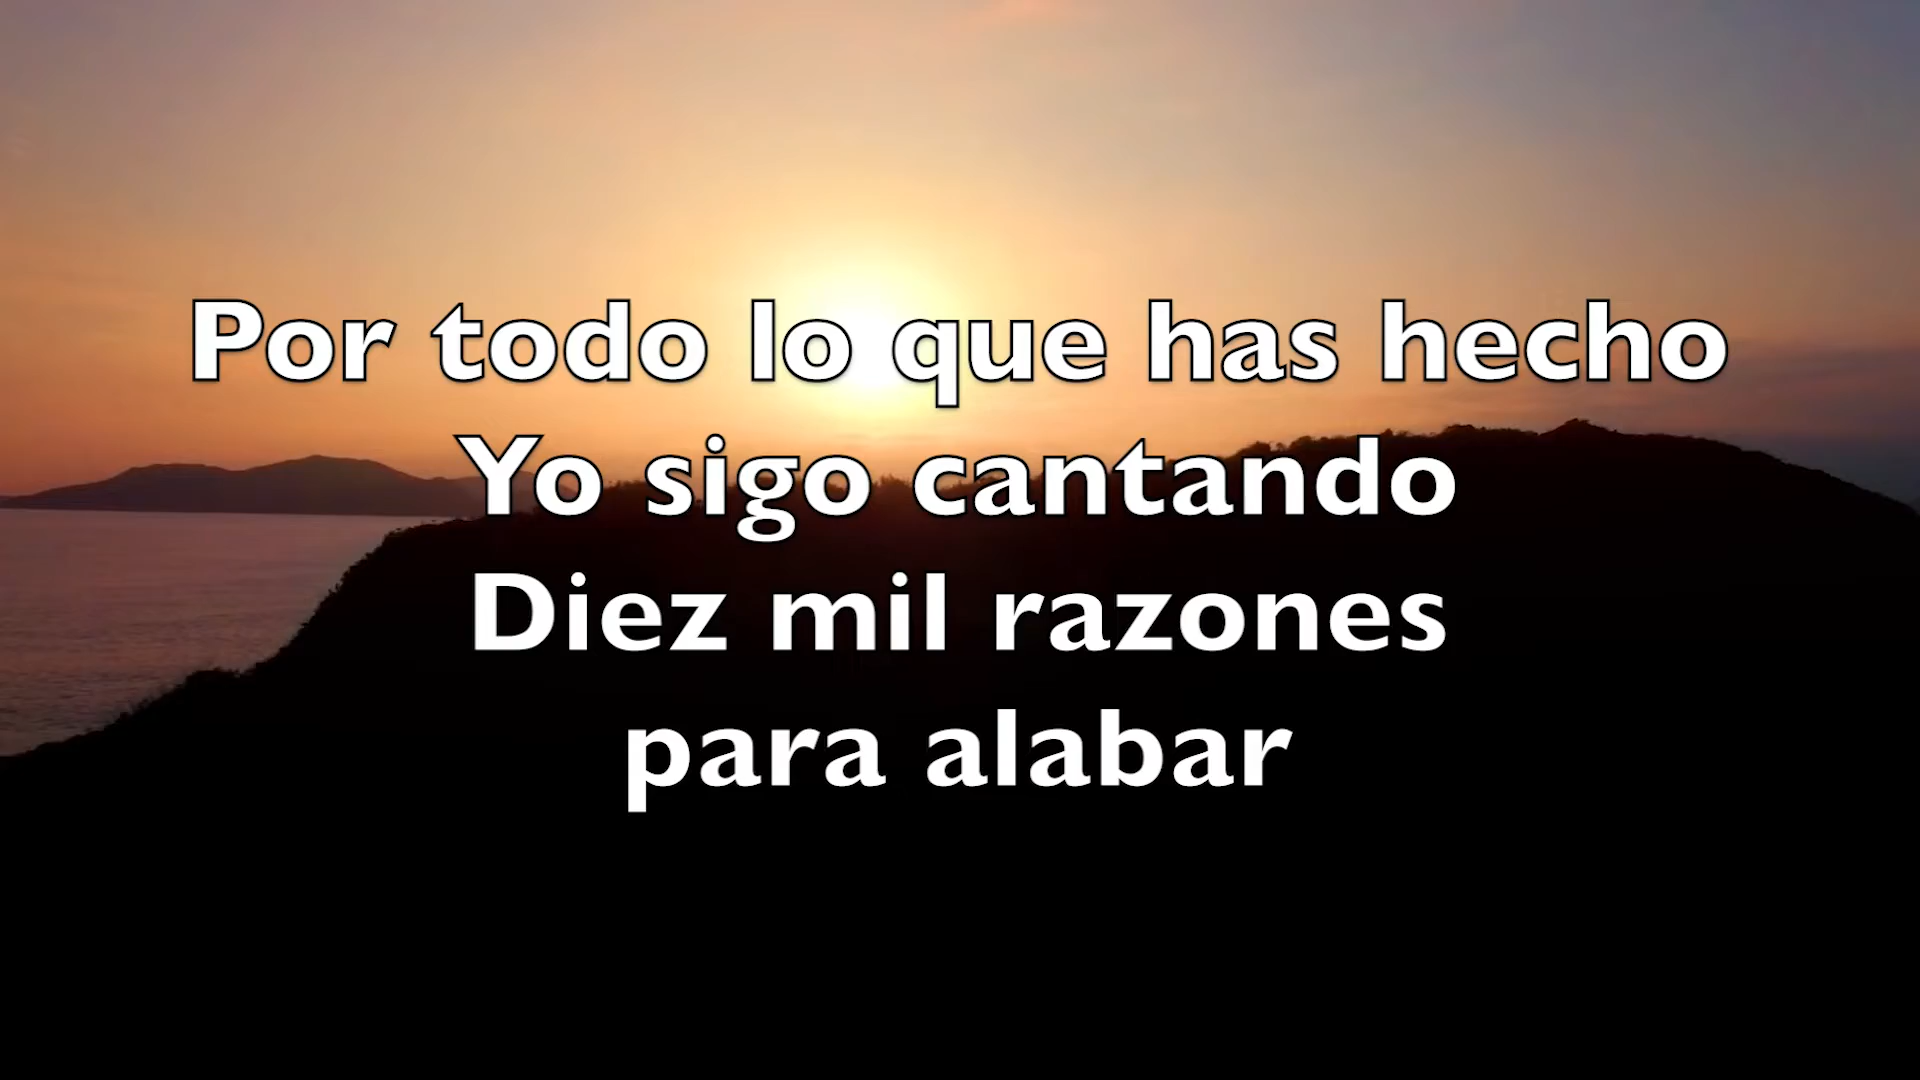 Por todo lo que has hecho
Yo sigo cantando
Diez mil razones
para alabar